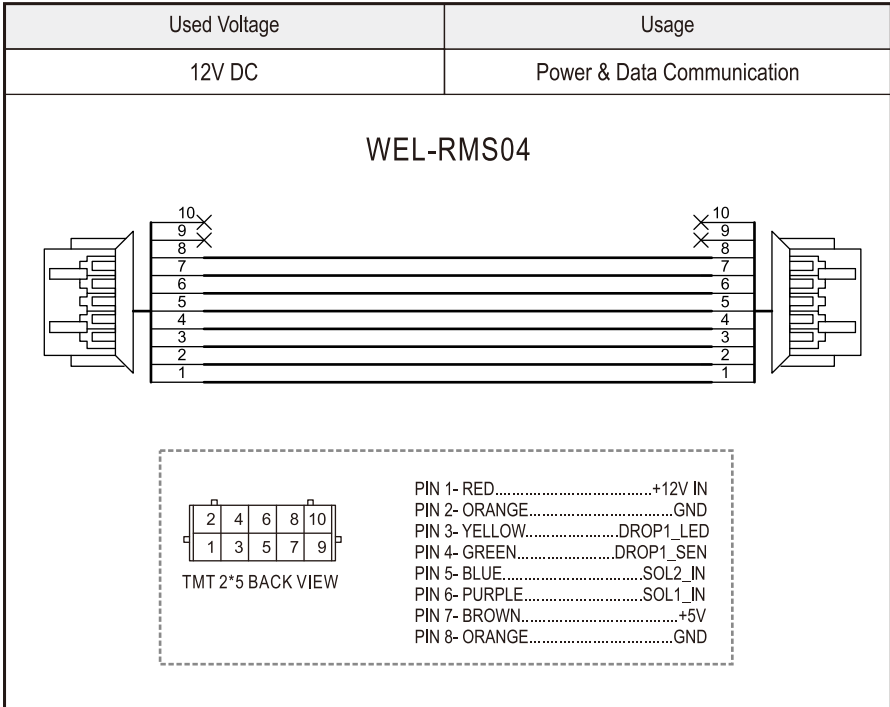 Used Voltage Usage
12V DC Power & Data Communication
WEL-RMS04
10 10
9 9
8 8
7 7
6 6
5 5
4 4
3 3
2 2
1 1
2 4 6 8 10
1 3 5 7 9
TMT 2*5 BACK VIEW
PIN 1- RED....................................+12V IN
PIN 2- ORANGE.................................GND
PIN 3- YELLOW.....................DROP1_LED
PIN 4- GREEN......................DROP1_SEN
PIN 5- BLUE................................SOL2_IN
PIN 6- PURPLE...........................SOL1_IN
PIN 7- BROWN....................................+5V
PIN 8- ORANGE.................................GND